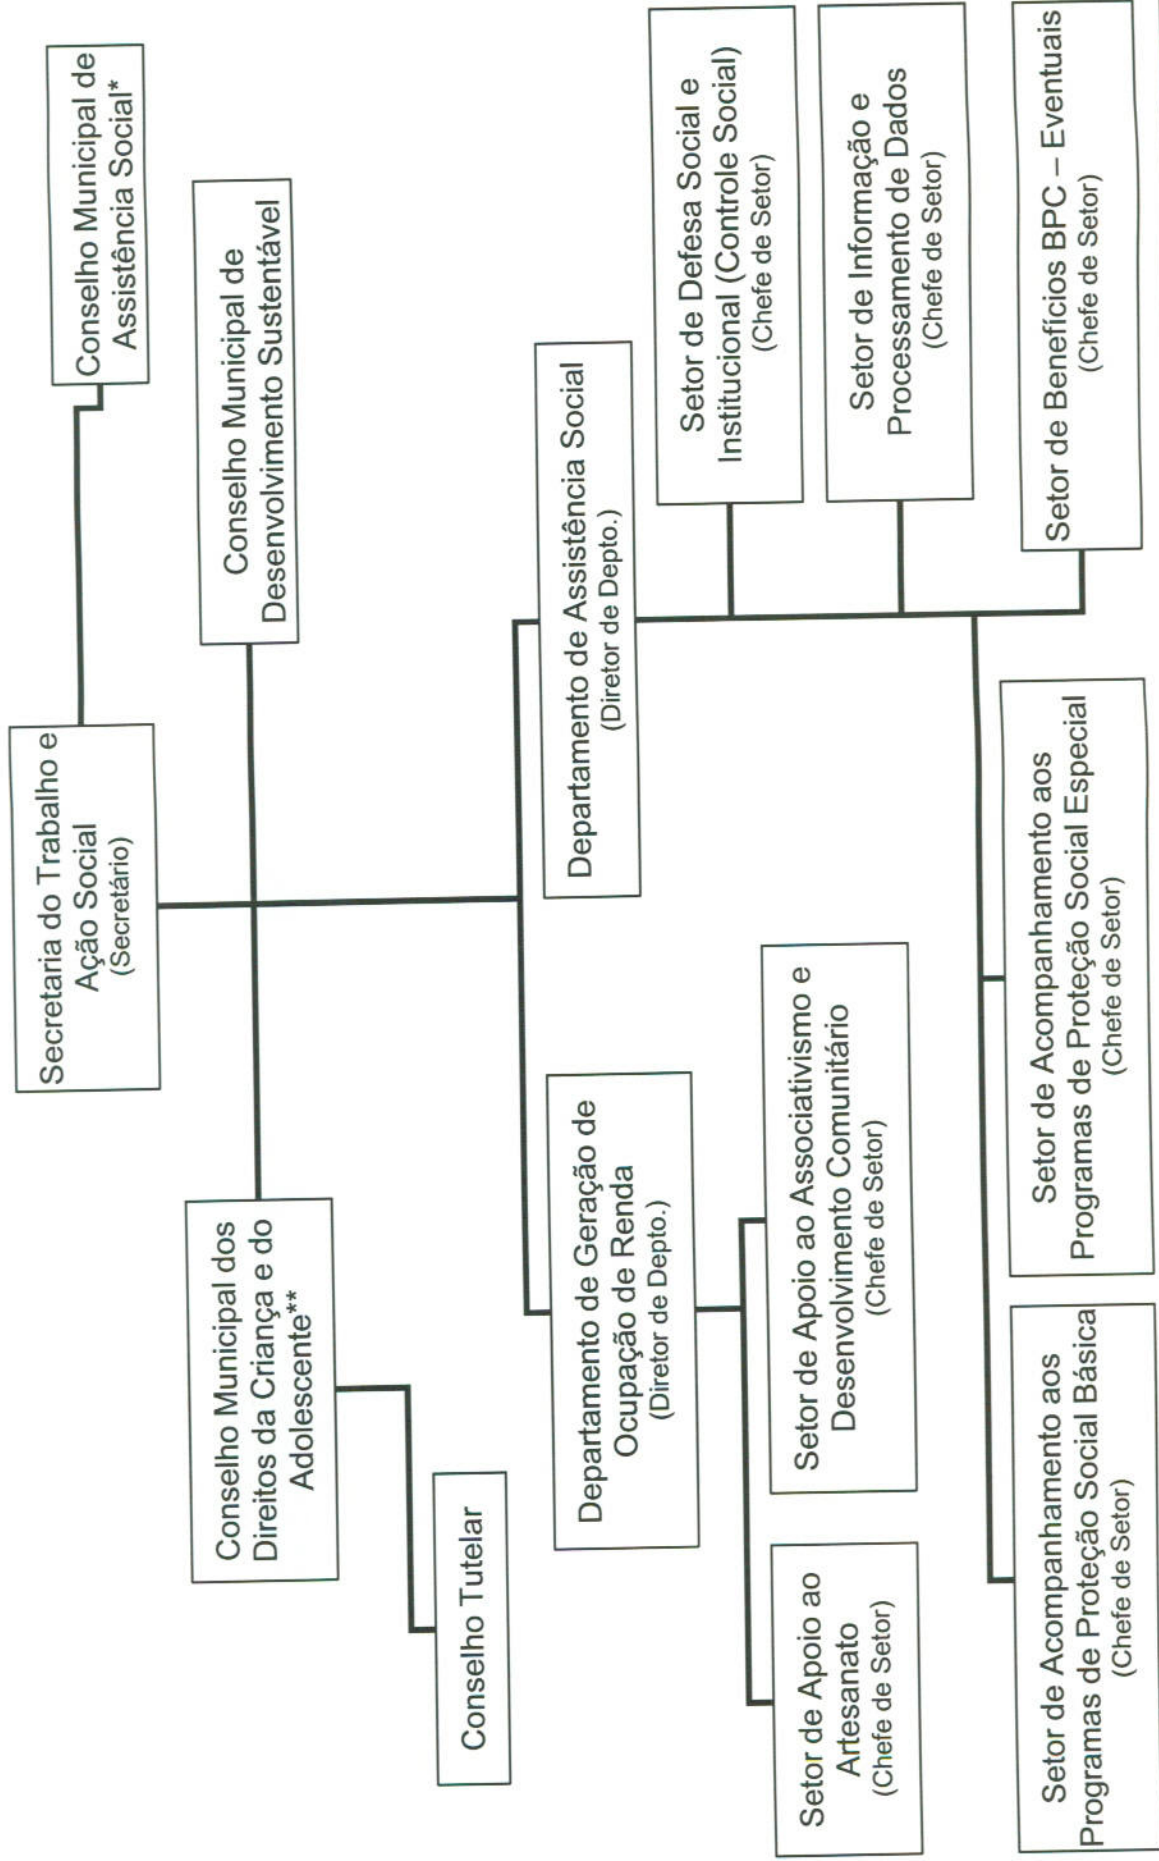 Secretaria do Trabalho e
Ação Social
(Secretário)
Conselho Municipal de
Assistência Social*
Conselho Municipal de
Desenvolvimento Sustentável
Conselho Municipal dos
Direitos da Criança e do
Adolescente**
Conselho Tutelar
Departamento de Geração de
Ocupação de Renda
(Diretor de Depto.)
Departamento de Assistência Social
(Diretor de Depto.)
Setor de Apoio ao
Artesanato
(Chefe de Setor)
Setor de Apoio ao Associativismo e
Desenvolvimento Comunitário
(Chefe de Setor)
Setor de Defesa Social e
Institucional (Controle Social)
(Chefe de Setor)
Setor de Informação e
Processamento de Dados
(Chefe de Setor)
Setor de Benefícios BPC – Eventuais
(Chefe de Setor)
Setor de Acompanhamento aos
Programas de Proteção Social Básica
(Chefe de Setor)
Setor de Acompanhamento aos
Programas de Proteção Social Especial
(Chefe de Setor)